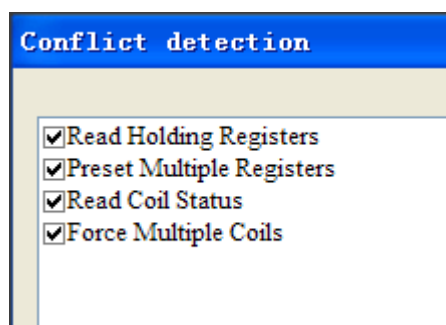 Conflict detection
Read Holding Registers
Preset Multiple Registers
Read Coil Status
Force Multiple Coils